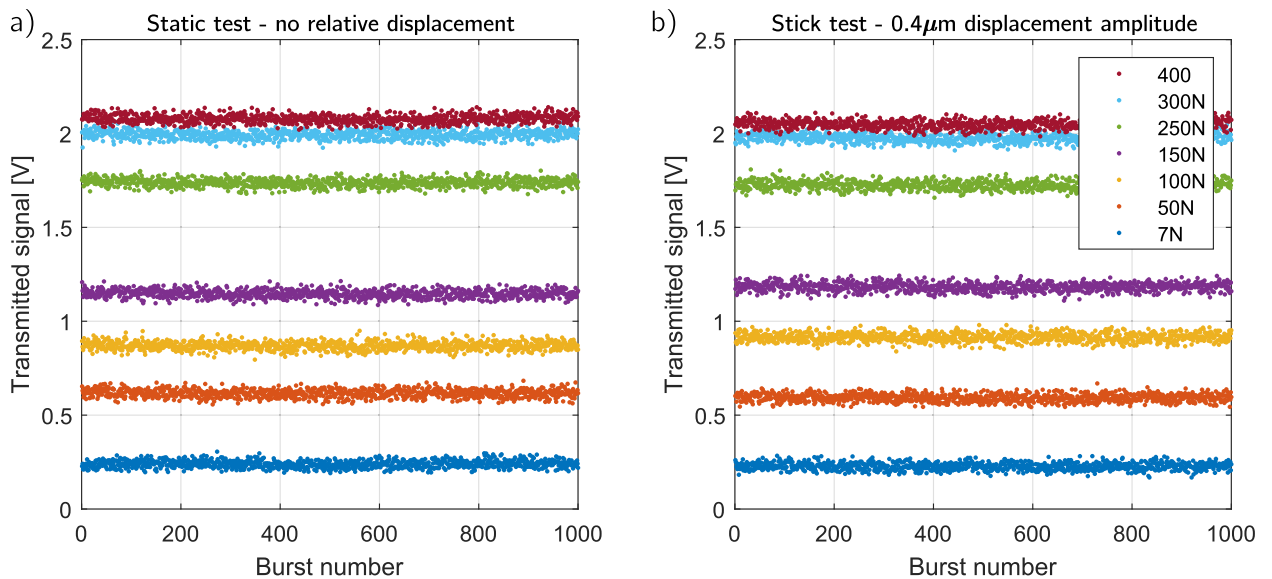 a)
Static test - no relative displacement
2.5
2
1.5
1
0.5
0
Transmitted signal [V]
0 200 400 600 800 1000
Burst number
b)
Stick test - 0.4μm displacement amplitude
2.5
2
1.5
1
0.5
0
Transmitted signal [V]
0 200 400 600 800 1000
Burst number
400
300N
250N
150N
100N
50N
7N